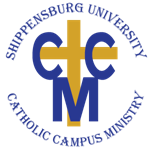 SHIPPENSBURG UNIVERSITY
CCM
CATHOLIC CAMPUS MINISTRY